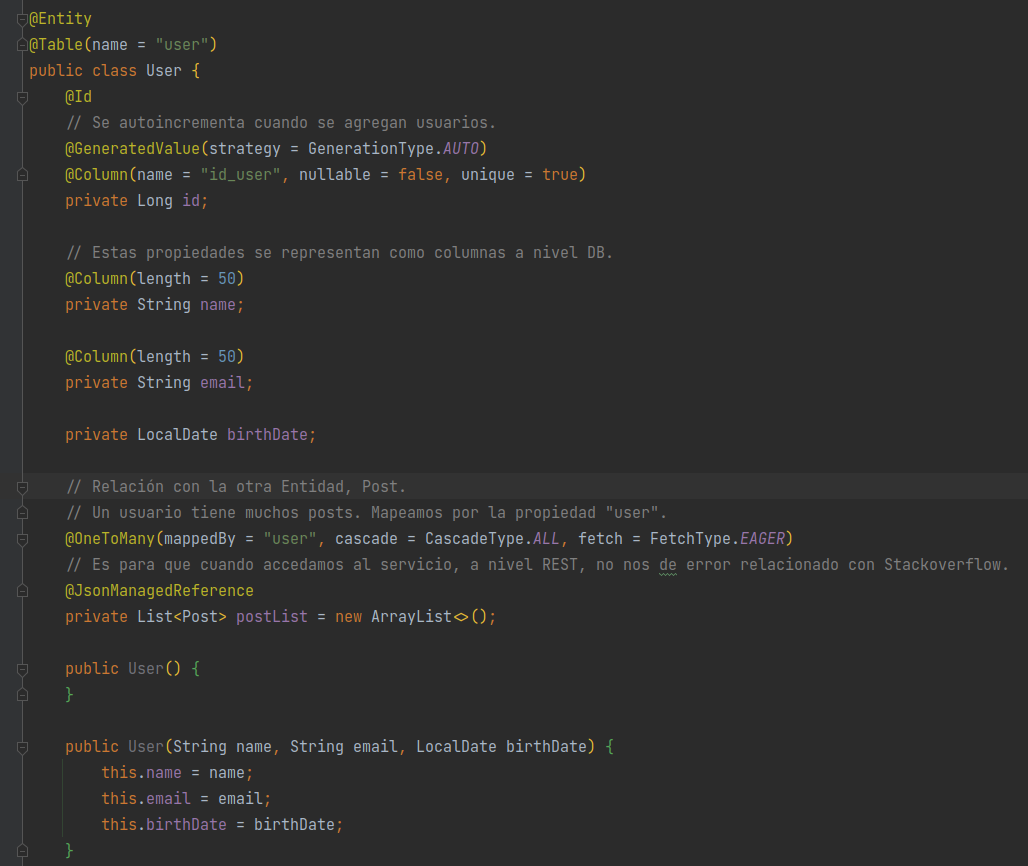 @Entity
@Table(name = "user")
public class User {
@Id
// Se autoincrementa cuando se agregan usuarios.
@GeneratedValue(strategy = GenerationType.AUTO)
@Column(name = "id_user", nullable = false, unique = true)
private Long id;
// Estas propiedades se representan como columnas a nivel DB.
@Column(length = 50)
private String name;
@Column(length = 50)
private String email;
private LocalDate birthDate;
// Relación con la otra Entidad, Post.
// Un usuario tiene muchos posts. Mapeamos por la propiedad "user".
@OneToMany(mappedBy = "user", cascade = CascadeType.ALL, fetch = FetchType.EAGER)
// Es para que cuando accedamos al servicio, a nivel REST, no nos de error relacionado con Stackoverflow.
@JsonManagedReference
private List<Post> postList = new ArrayList<>();
public User() {
}
public User(String name, String email, LocalDate birthDate) {
this.name = name;
this.email = email;
this.birthDate = birthDate;
}